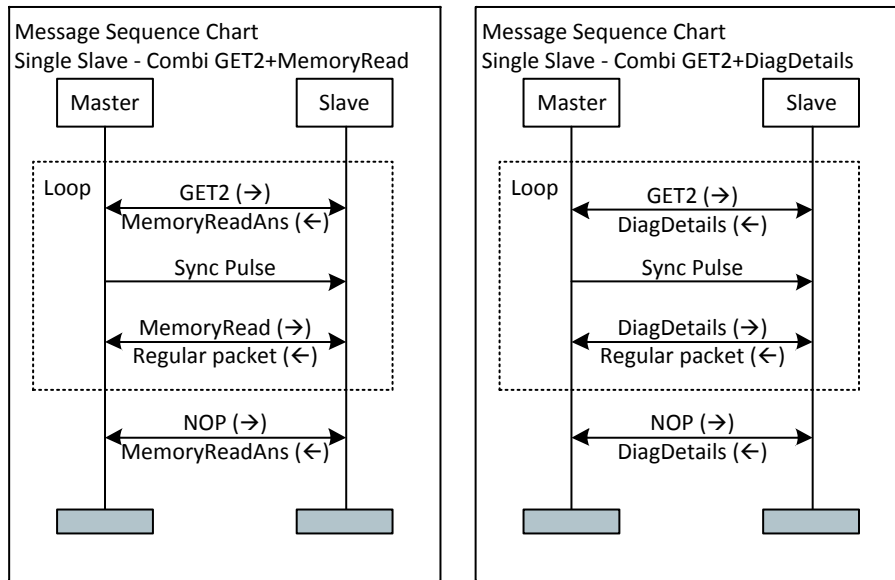 Message Sequence Chart
Single Slave - Combi GET2+MemoryRead
Master
Slave
Loop
GET2 (→)
MemoryReadAns (←)
Sync Pulse
MemoryRead (→)
Regular packet (←)
NOP (→)
MemoryReadAns (←)
Message Sequence Chart
Single Slave - Combi GET2+DiagDetails
Master
Slave
Loop
GET2 (→)
DiagDetails (←)
Sync Pulse
DiagDetails (→)
Regular packet (←)
NOP (→)
DiagDetails (←)